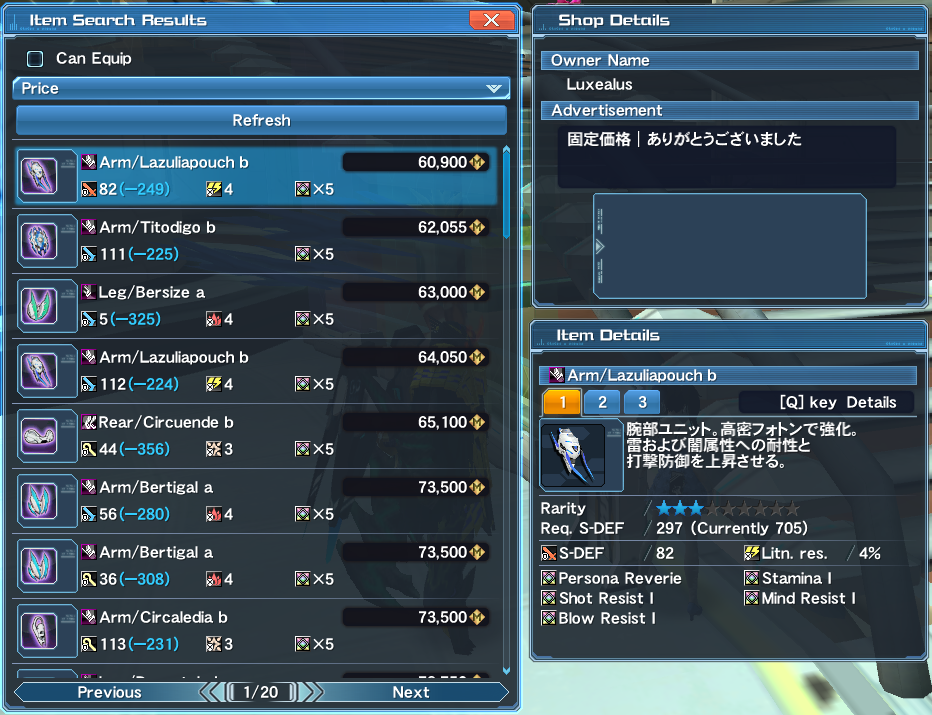 Item Search Results
Can Equip
Price
Refresh
Arm/Lazuliapouch b 60,900
82(−249) 4 ×5
Arm/Titodigo b 62,055
111(−225) ×5
Leg/Bersize a 63,000
5(−325) 4 ×5
Arm/Lazuliapouch b 64,050
112(−224) 4 ×5
Rear/Circuende b 65,100
44(−356) 3 ×5
Arm/Bertigal a 73,500
56(−280) 4 ×5
Arm/Bertigal a 73,500
36(−308) 4 ×5
Arm/Circaledia b 73,500
113(−231) 3 ×5
Previous 1/20 Next
Shop Details
Owner Name
Luxealus
Advertisement
固定価格｜ありがとうございました
Item Details
Arm/Lazuliapouch b
1 2 3 [Q] key Details
腕部ユニット。高密フォトンで強化。
雷および闇属性への耐性と
打撃防御を上昇させる。
Rarity / ★★★★★★★★★★
Req. S-DEF / 297 (Currently 705)
S-DEF / 82 Litn. res. / 4%
Persona Reverie Stamina I
Shot Resist I Mind Resist I
Blow Resist I